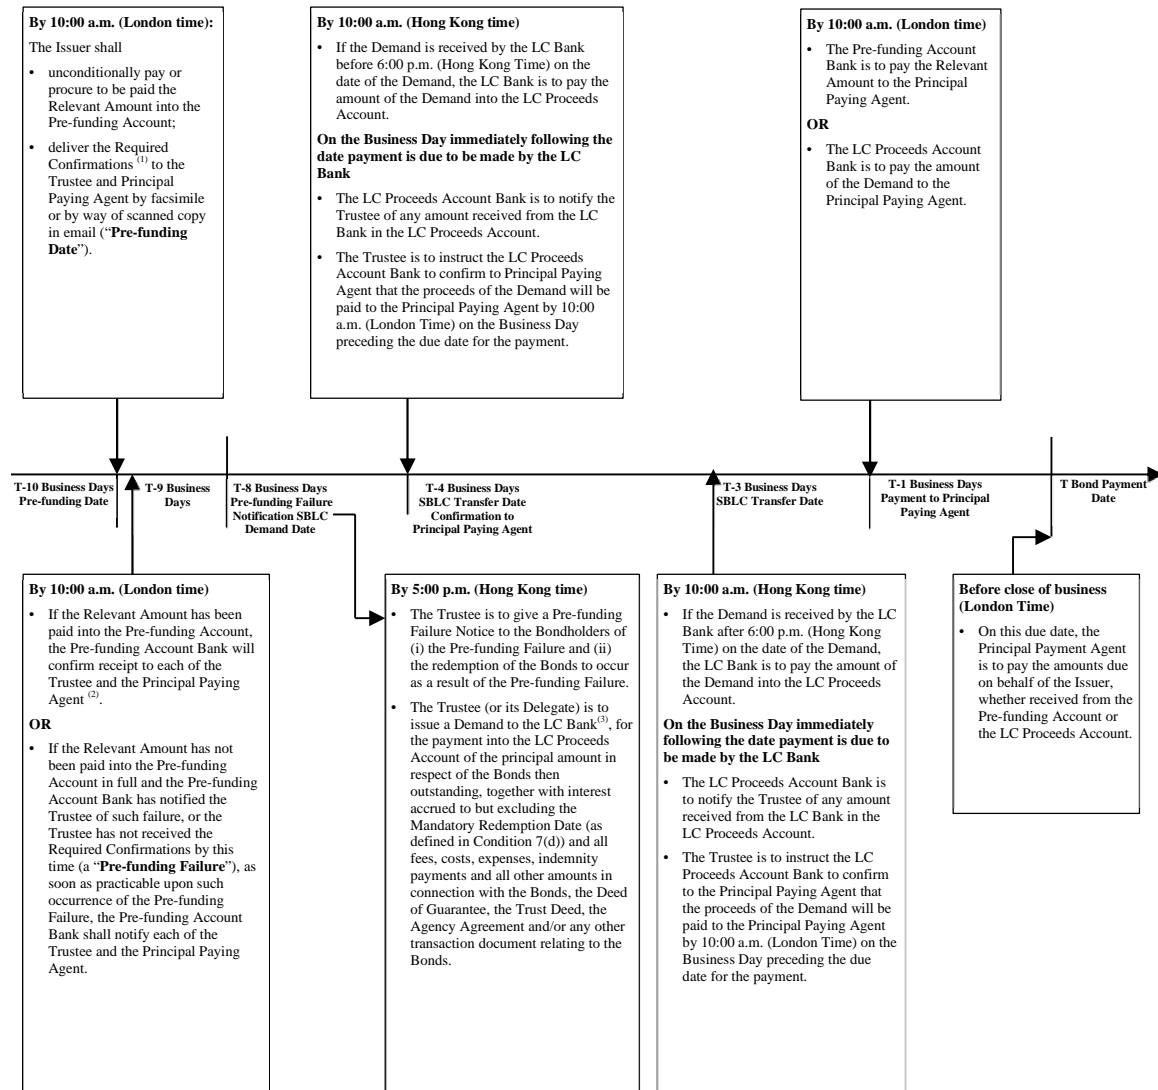 By 10:00 a.m. (London time):
The Issuer shall
• unconditionally pay or
procure to be paid the
Relevant Amount into the
Pre-funding Account;
• deliver the Required
Confirmations (1) to the
Trustee and Principal
Paying Agent by facsimile
or by way of scanned copy
in email (“Pre-funding
Date”).
By 10:00 a.m. (Hong Kong time)
• If the Demand is received by the LC Bank
before 6:00 p.m. (Hong Kong Time) on the
date of the Demand, the LC Bank is to pay the
amount of the Demand into the LC Proceeds
Account.
On the Business Day immediately following the
date payment is due to be made by the LC
Bank
• The LC Proceeds Account Bank is to notify the
Trustee of any amount received from the LC
Bank in the LC Proceeds Account.
• The Trustee is to instruct the LC Proceeds
Account Bank to confirm to Principal Paying
Agent that the proceeds of the Demand will be
paid to the Principal Paying Agent by 10:00
a.m. (London Time) on the Business Day
preceding the due date for the payment.
By 10:00 a.m. (London time)
• The Pre-funding Account
Bank is to pay the Relevant
Amount to the Principal
Paying Agent.
OR
• The LC Proceeds Account
Bank is to pay the amount
of the Demand to the
Principal Paying Agent.
T-10 Business Days
Pre-funding Date
T-9 Business
Days
T-8 Business Days
Pre-funding Failure
Notification SBLC
Demand Date
T-4 Business Days
SBLC Transfer Date
Confirmation to
Principal Paying Agent
T-3 Business Days
SBLC Transfer Date
T-1 Business Days
Payment to Principal
Paying Agent
T Bond Payment
Date
By 10:00 a.m. (London time)
• If the Relevant Amount has been
paid into the Pre-funding Account,
the Pre-funding Account Bank will
confirm receipt to each of the
Trustee and the Principal Paying
Agent (2).
OR
• If the Relevant Amount has not
been paid into the Pre-funding
Account in full and the Pre-funding
Account Bank has notified the
Trustee of such failure, or the
Trustee has not received the
Required Confirmations by this
time (a “Pre-funding Failure”), as
soon as practicable upon such
occurrence of the Pre-funding
Failure, the Pre-funding Account
Bank shall notify each of the
Trustee and the Principal Paying
Agent.
By 5:00 p.m. (Hong Kong time)
• The Trustee is to give a Pre-funding
Failure Notice to the Bondholders of
(i) the Pre-funding Failure and (ii)
the redemption of the Bonds to occur
as a result of the Pre-funding Failure.
• The Trustee (or its Delegate) is to
issue a Demand to the LC Bank(3), for
the payment into the LC Proceeds
Account of the principal amount in
respect of the Bonds then
outstanding, together with interest
accrued to but excluding the
Mandatory Redemption Date (as
defined in Condition 7(d)) and all
fees, costs, expenses, indemnity
payments and all other amounts in
connection with the Bonds, the Deed
of Guarantee, the Trust Deed, the
Agency Agreement and/or any other
transaction document relating to the
Bonds.
By 10:00 a.m. (Hong Kong time)
• If the Demand is received by the LC
Bank after 6:00 p.m. (Hong Kong
Time) on the date of the Demand,
the LC Bank is to pay the amount of
the Demand into the LC Proceeds
Account.
On the Business Day immediately
following the date payment is due to
be made by the LC Bank
• The LC Proceeds Account Bank is
to notify the Trustee of any amount
received from the LC Bank in the
LC Proceeds Account.
• The Trustee is to instruct the LC
Proceeds Account Bank to confirm
to the Principal Paying Agent that
the proceeds of the Demand will be
paid to the Principal Paying Agent
by 10:00 a.m. (London Time) on the
Business Day preceding the due
date for the payment.
Before close of business
(London Time)
• On this due date, the
Principal Payment Agent
is to pay the amounts due
on behalf of the Issuer,
whether received from the
Pre-funding Account or
the LC Proceeds Account.